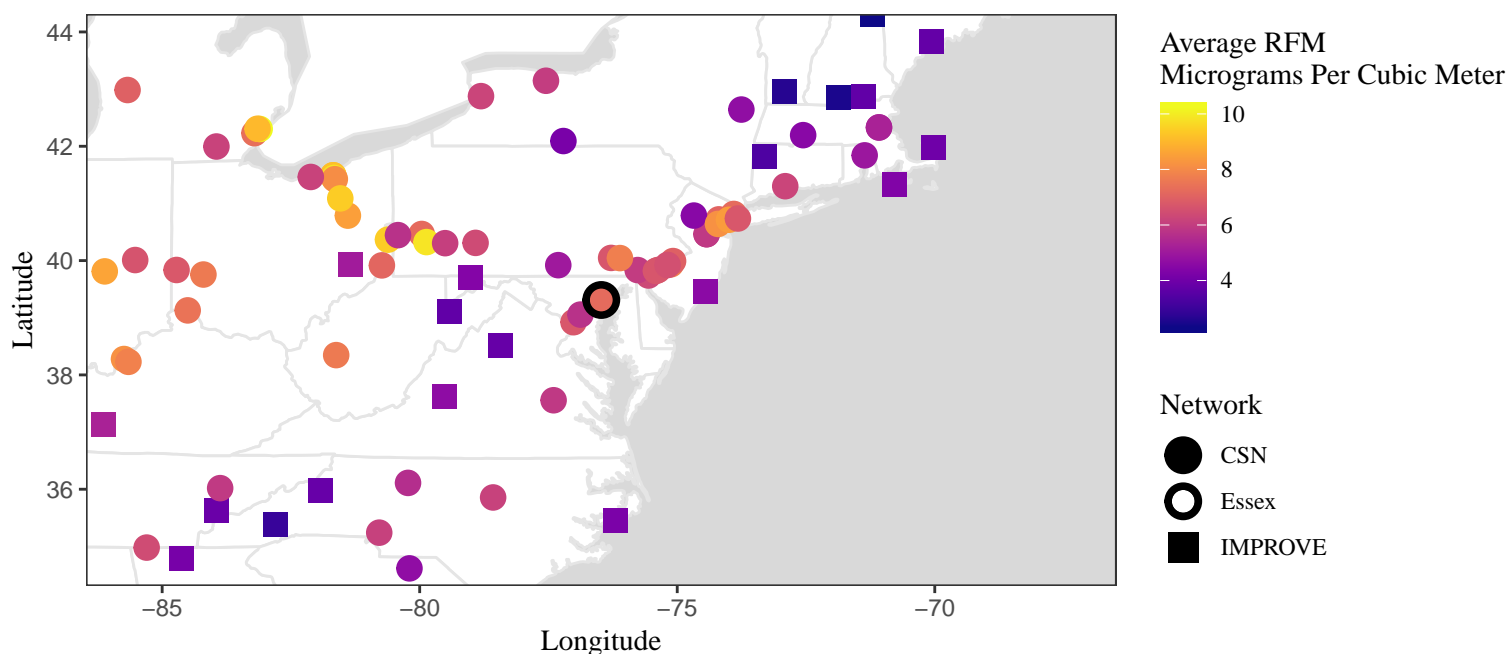 44
42
40
38
36
Latitude
−85
−80
−75
−70
Longitude
Average RFM
Micrograms Per Cubic Meter
10
8
6
4
Network
CSN
Essex
IMPROVE